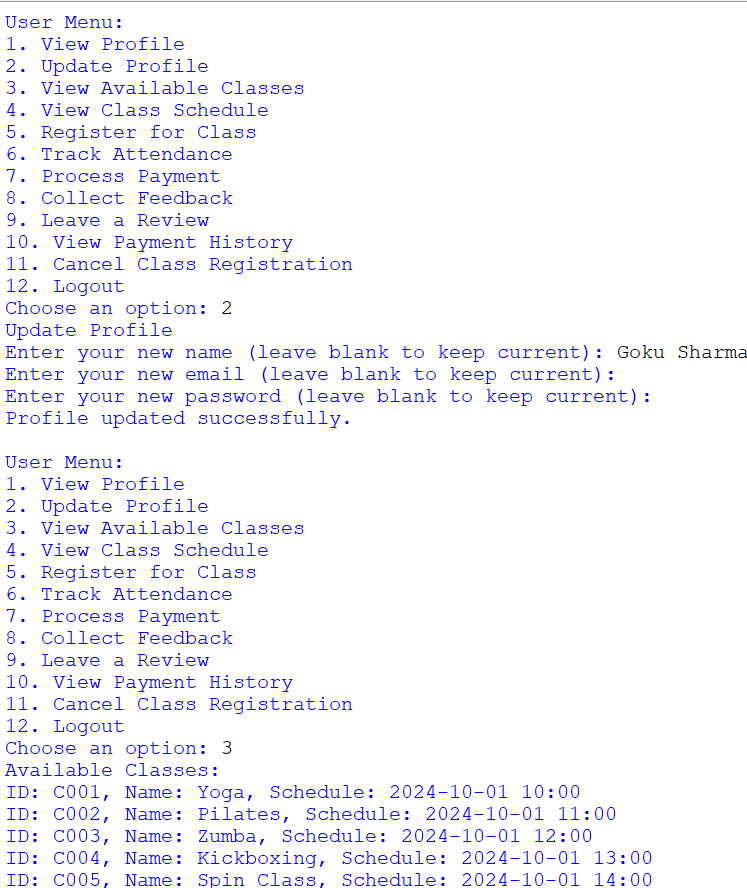 User Menu:
1. View Profile
2. Update Profile
3. View Available Classes
4. View Class Schedule
5. Register for Class
6. Track Attendance
7. Process Payment
8. Collect Feedback
9. Leave a Review
10. View Payment History
11. Cancel Class Registration
12. Logout
Choose an option: 2
Update Profile
Enter your new name (leave blank to keep current): Goku Sharma
Enter your new email (leave blank to keep current):
Enter your new password (leave blank to keep current):
Profile updated successfully.

User Menu:
1. View Profile
2. Update Profile
3. View Available Classes
4. View Class Schedule
5. Register for Class
6. Track Attendance
7. Process Payment
8. Collect Feedback
9. Leave a Review
10. View Payment History
11. Cancel Class Registration
12. Logout
Choose an option: 3
Available Classes:
ID: C001, Name: Yoga, Schedule: 2024-10-01 10:00
ID: C002, Name: Pilates, Schedule: 2024-10-01 11:00
ID: C003, Name: Zumba, Schedule: 2024-10-01 12:00
ID: C004, Name: Kickboxing, Schedule: 2024-10-01 13:00
ID: C005, Name: Spin Class, Schedule: 2024-10-01 14:00